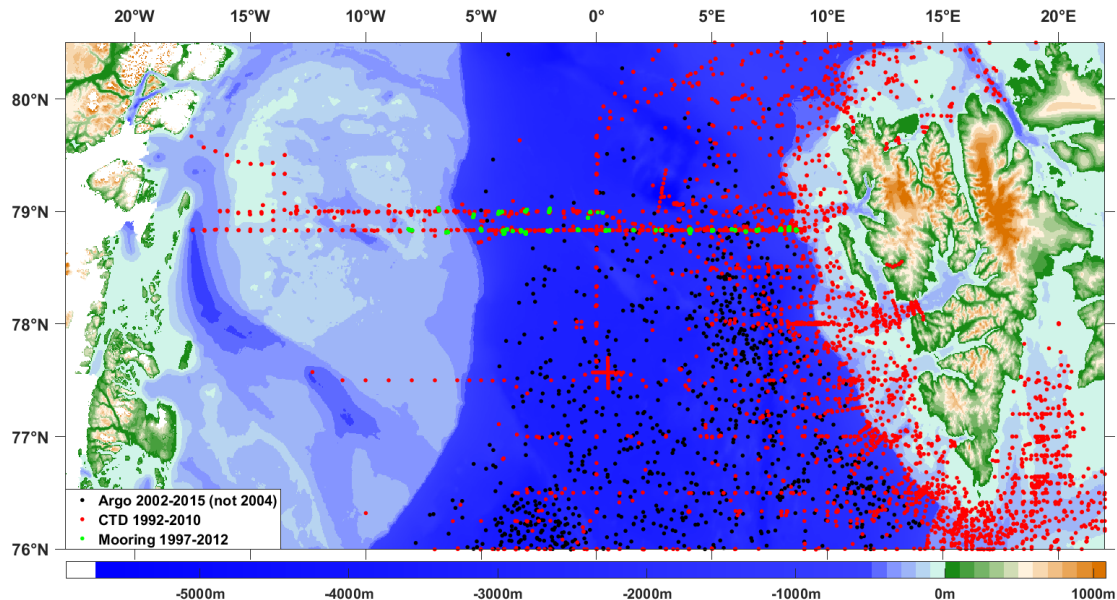 20°W 15°W 10°W 5°W 0° 5°E 10°E 15°E 20°E
80°N
79°N
78°N
77°N
76°N
Argo 2002-2015 (not 2004)
CTD 1992-2010
Mooring 1997-2012
-5000m -4000m -3000m -2000m -1000m 0m 1000m